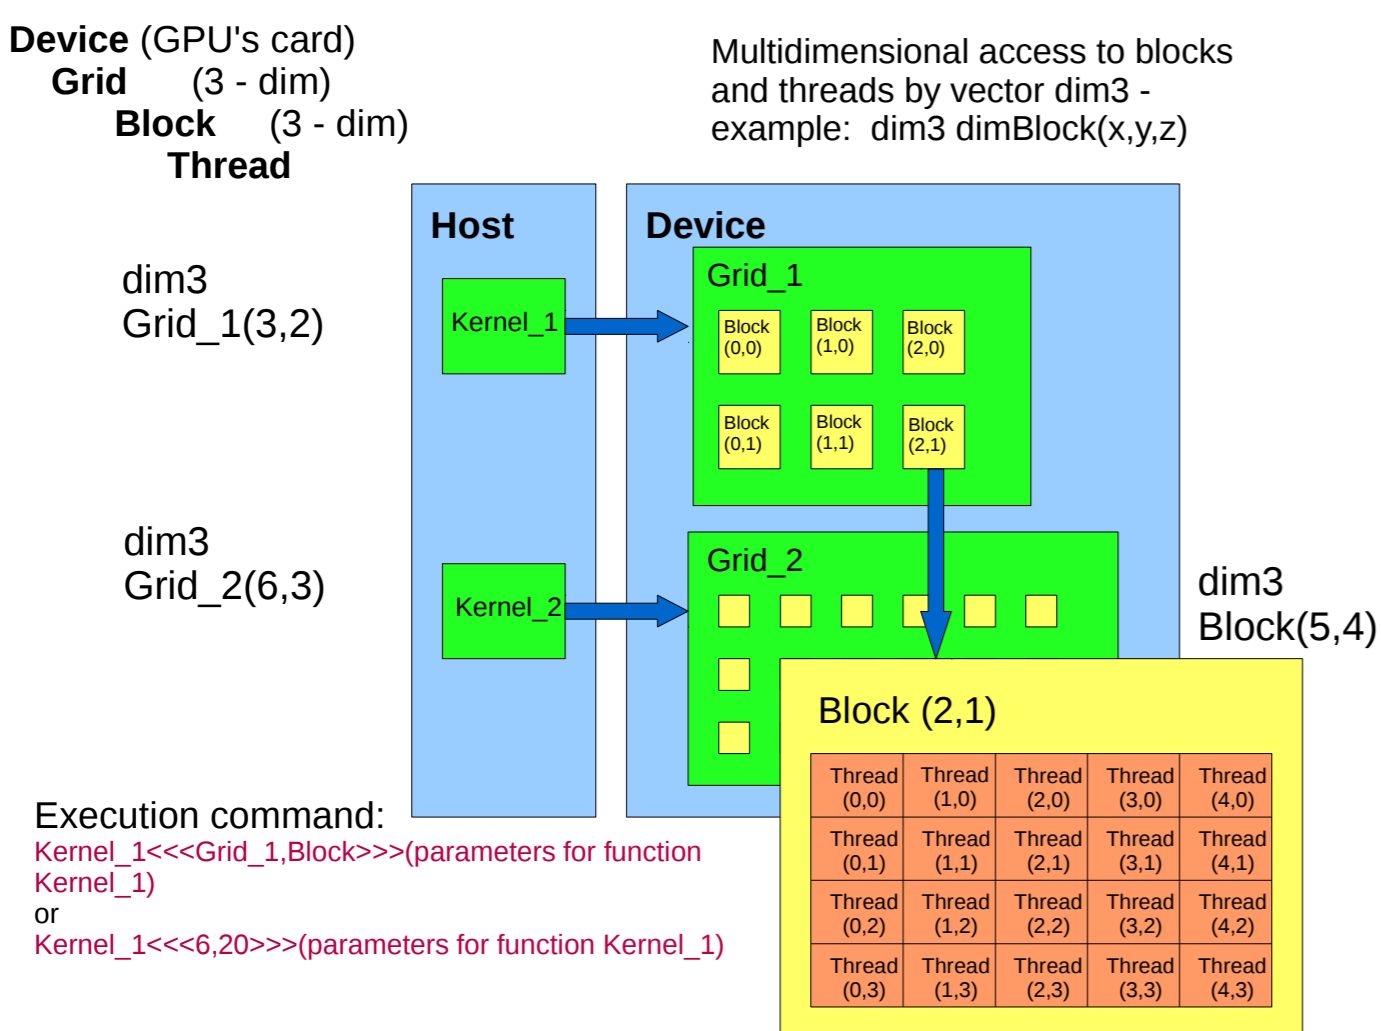 Device (GPU's card)
Grid (3 - dim)
Block (3 - dim)
Thread
Multidimensional access to blocks
and threads by vector dim3 -
example: dim3 dimBlock(x,y,z)
Host
Device
dim3
Grid_1(3,2)
Kernel_1
Grid_1
Block
(0,0)
Block
(1,0)
Block
(2,0)
Block
(0,1)
Block
(1,1)
Block
(2,1)
dim3
Grid_2(6,3)
Kernel_2
Grid_2
dim3
Block(5,4)
Block (2,1)
Thread
(0,0)
Thread
(1,0)
Thread
(2,0)
Thread
(3,0)
Thread
(4,0)
Thread
(0,1)
Thread
(1,1)
Thread
(2,1)
Thread
(3,1)
Thread
(4,1)
Thread
(0,2)
Thread
(1,2)
Thread
(2,2)
Thread
(3,2)
Thread
(4,2)
Thread
(0,3)
Thread
(1,3)
Thread
(2,3)
Thread
(3,3)
Thread
(4,3)
Execution command:
Kernel_1<<<Grid_1,Block>>>(parameters for function
Kernel_1)
or
Kernel_1<<<6,20>>>(parameters for function Kernel_1)